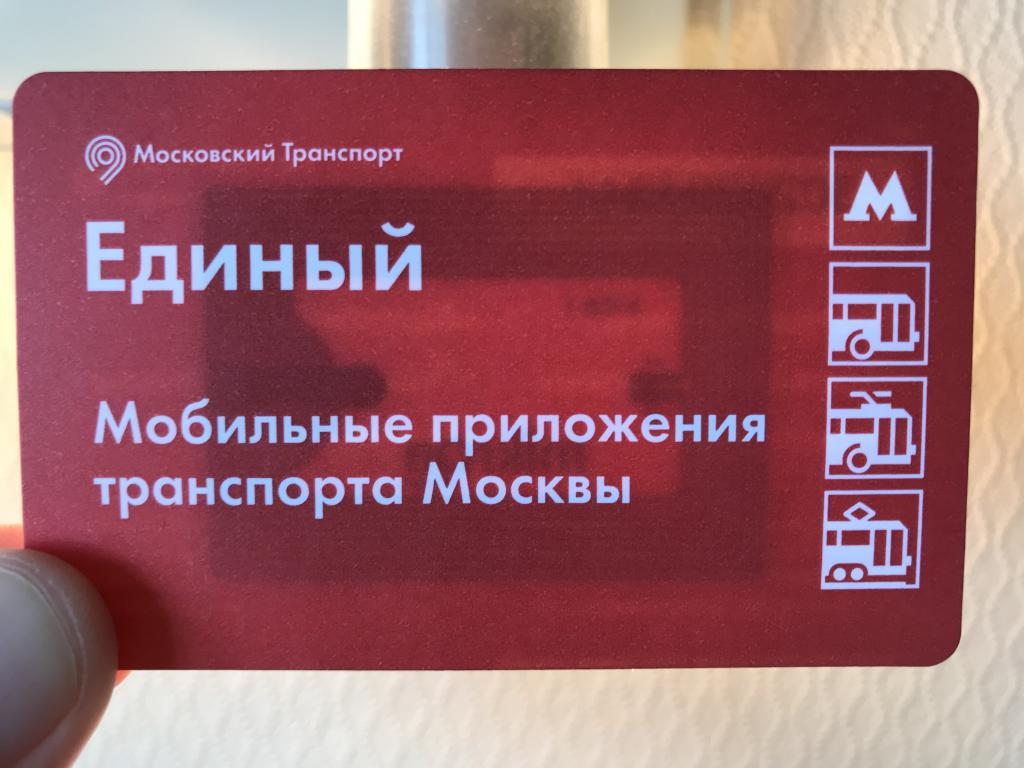 Московский Транспорт
Единый
Мобильные приложения
транспорта Москвы
М